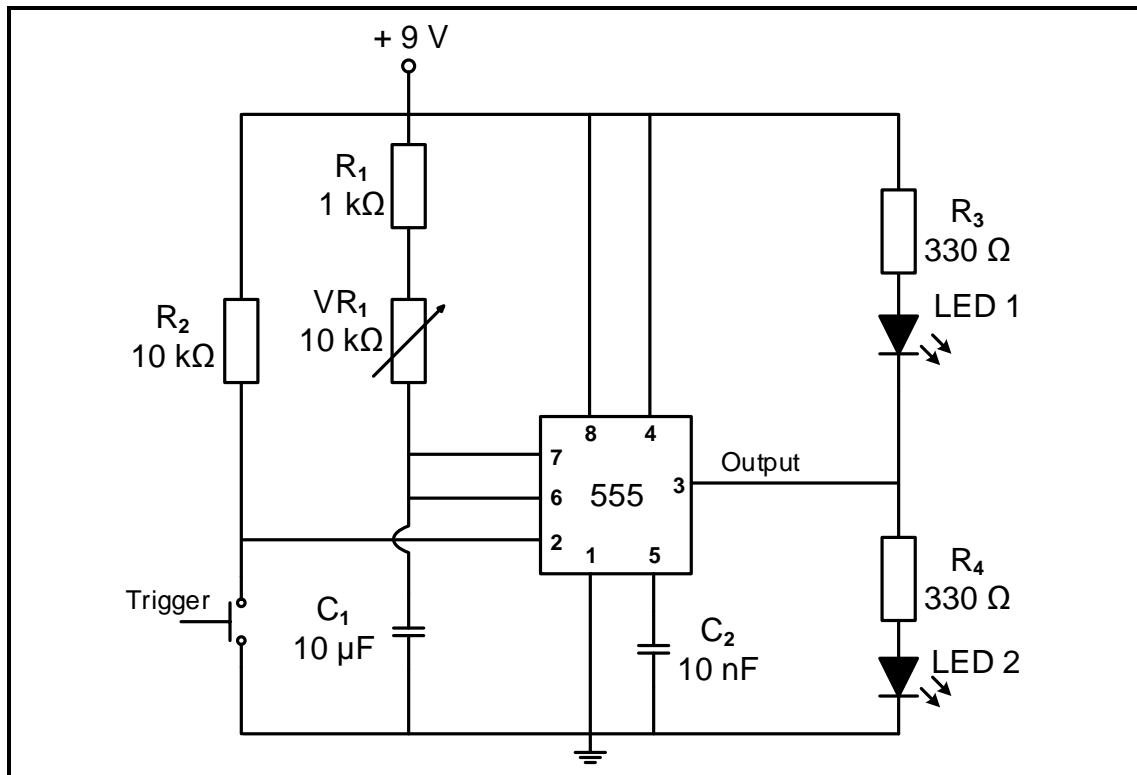 + 9 V
R₁
1 kΩ
R₃
330 Ω
VR₁
10 kΩ
LED 1
R₂
10 kΩ
8 4
7
Output
6 555 3
2
1 5
R₄
330 Ω
Trigger
C₁
10 µF
C₂
10 nF
LED 2